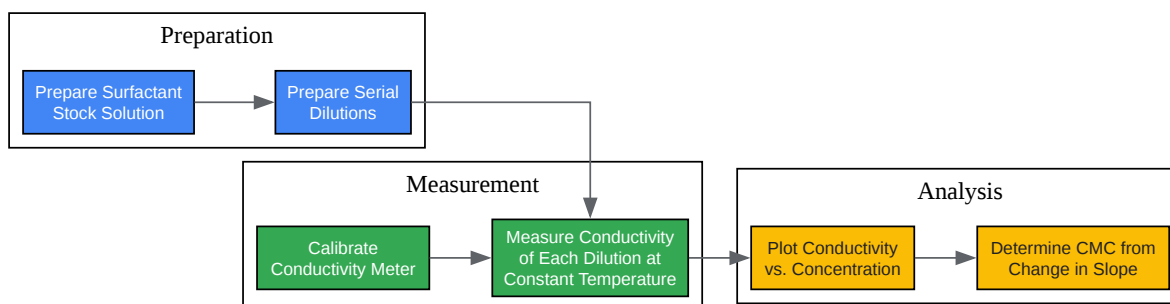 Preparation
Prepare Surfactant
Stock Solution
Prepare Serial
Dilutions
Measurement
Calibrate
Conductivity Meter
Measure Conductivity
of Each Dilution at
Constant Temperature
Analysis
Plot Conductivity
vs. Concentration
Determine CMC from
Change in Slope